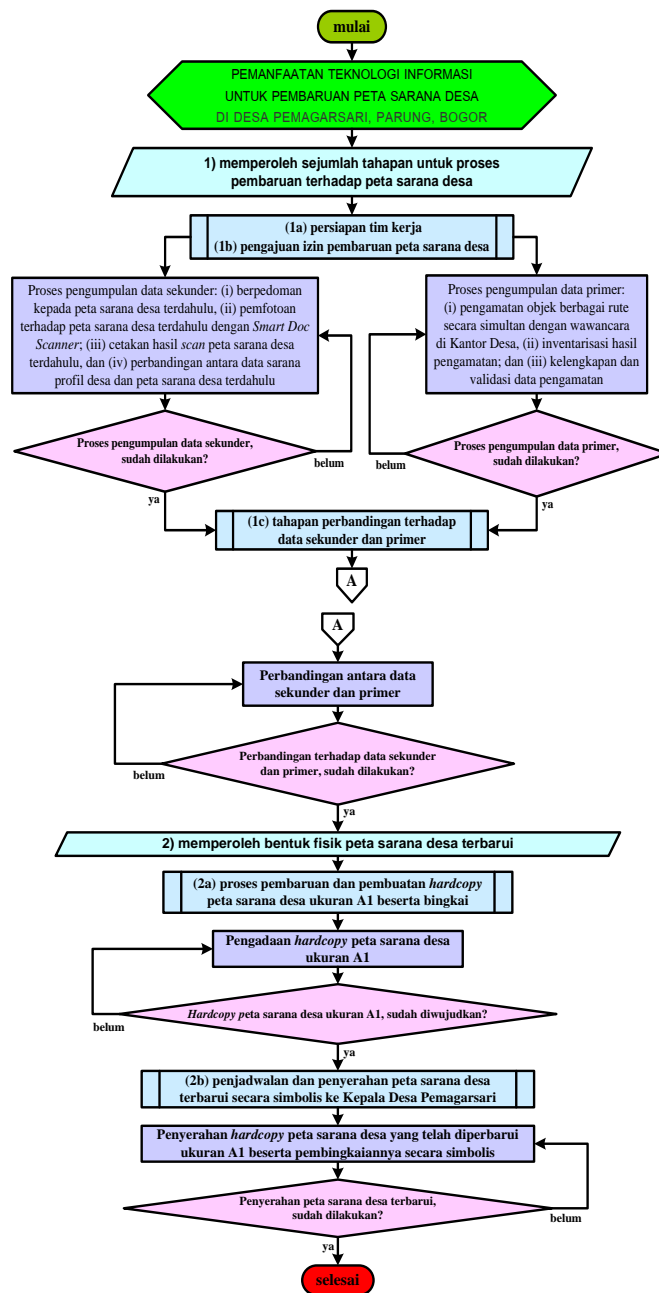 mulai
PEMANFAATAN TEKNOLOGI INFORMASI
UNTUK PEMBARUAN PETA SARANA DESA
DI DESA PEMAGARSARI, PARUNG, BOGOR
1) memperoleh sejumlah tahapan untuk proses
pembaruan terhadap peta sarana desa
(1a) persiapan tim kerja
(1b) pengajuan izin pembaruan peta sarana desa
Proses pengumpulan data sekunder: (i) berpedoman
kepada peta sarana desa terdahulu, (ii) pemfotoan
terhadap peta sarana desa terdahulu dengan Smart Doc
Scanner; (iii) cetakan hasil scan peta sarana desa
terdahulu, dan (iv) perbandingan antara data sarana
profil desa dan peta sarana desa terdahulu
Proses pengumpulan data primer:
(i) pengamatan objek berbagai rute
secara simultan dengan wawancara
di Kantor Desa, (ii) inventarisasi hasil
pengamatan; dan (iii) kelengkapan dan
validasi data pengamatan
Proses pengumpulan data sekunder,
sudah dilakukan?
belum
ya
Proses pengumpulan data primer,
sudah dilakukan?
belum
ya
(1c) tahapan perbandingan terhadap
data sekunder dan primer
A
A
Perbandingan antara data
sekunder dan primer
Perbandingan terhadap data sekunder
dan primer, sudah dilakukan?
belum
ya
2) memperoleh bentuk fisik peta sarana desa terbarui
(2a) proses pembaruan dan pembuatan hardcopy
peta sarana desa ukuran A1 beserta bingkai
Pengadaan hardcopy peta sarana desa
ukuran A1
Hardcopy peta sarana desa ukuran A1, sudah diwujudkan?
belum
ya
(2b) penjadwalan dan penyerahan peta sarana desa
terbarui secara simbolis ke Kepala Desa Pemagarsari
Penyerahan hardcopy peta sarana desa yang telah diperbarui
ukuran A1 beserta pembingkaiannya secara simbolis
Penyerahan peta sarana desa terbarui,
sudah dilakukan?
belum
ya
selesai